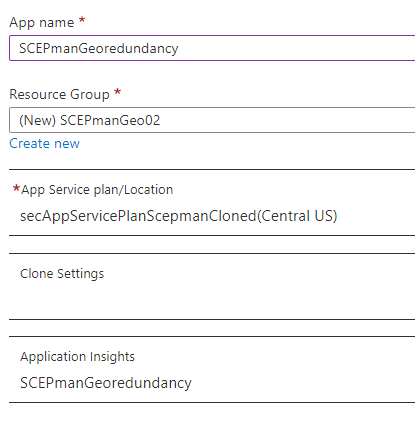 App name *
SCEPmanGeoredundancy
Resource Group *
(New) SCEPmanGeo02
Create new
*App Service plan/Location
secAppServicePlanScepmanCloned(Central US)
Clone Settings
Application Insights
SCEPmanGeoredundancy